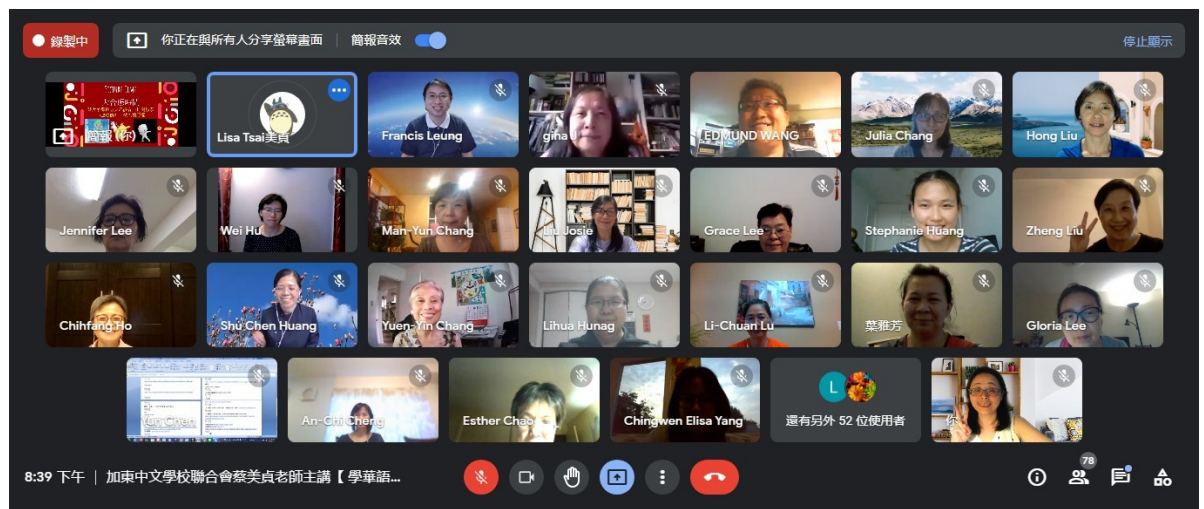 錄製中
你正在與所有人分享螢幕畫面 | 簡報音效
停止顯示
簡報 (你)
Lisa Tsai美貞
Francis Leung
gina
EDMUND WANG
Julia Chang
Hong Liu
Jennifer Lee
Wei Hu
Man-Yun Chang
Liu Josie
Grace Lee
Stephanie Huang
Zheng Liu
Chihfang Ho
Shu Chen Huang
Yuen-Yin Chang
Lihua Hunag
Li-Chuan Lu
葉雅芳
Gloria Lee
An-Chi Cheng
Esther Chao
Chingwen Elisa Yang
L
還有另外 52 位使用者
你
8:39 下午 | 加東中文學校聯合會蔡美貞老師主講【 學華語...
78